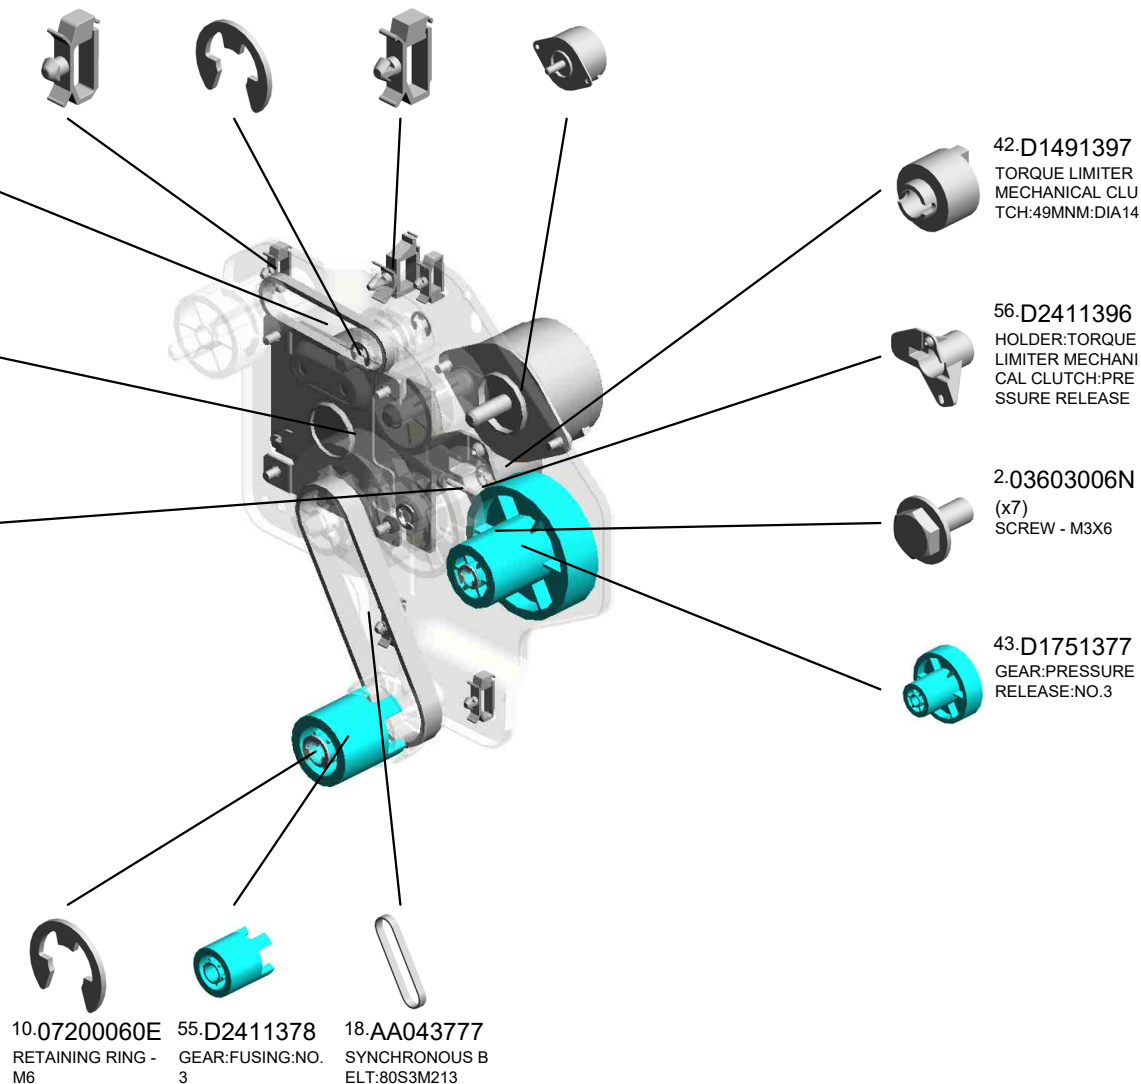 42.D1491397
TORQUE LIMITER
MECHANICAL CLU
TCH:49MNM:DIA14
56.D2411396
HOLDER:TORQUE
LIMITER MECHANI
CAL CLUTCH:PRE
SSURE RELEASE
2.03603006N
(x7)
SCREW - M3X6
43.D1751377
GEAR:PRESSURE
RELEASE:NO.3
10.07200060E
RETAINING RING -
M6
55.D2411378
GEAR:FUSING:NO.
3
18.AA043777
SYNCHRONOUS B
ELT:80S3M213